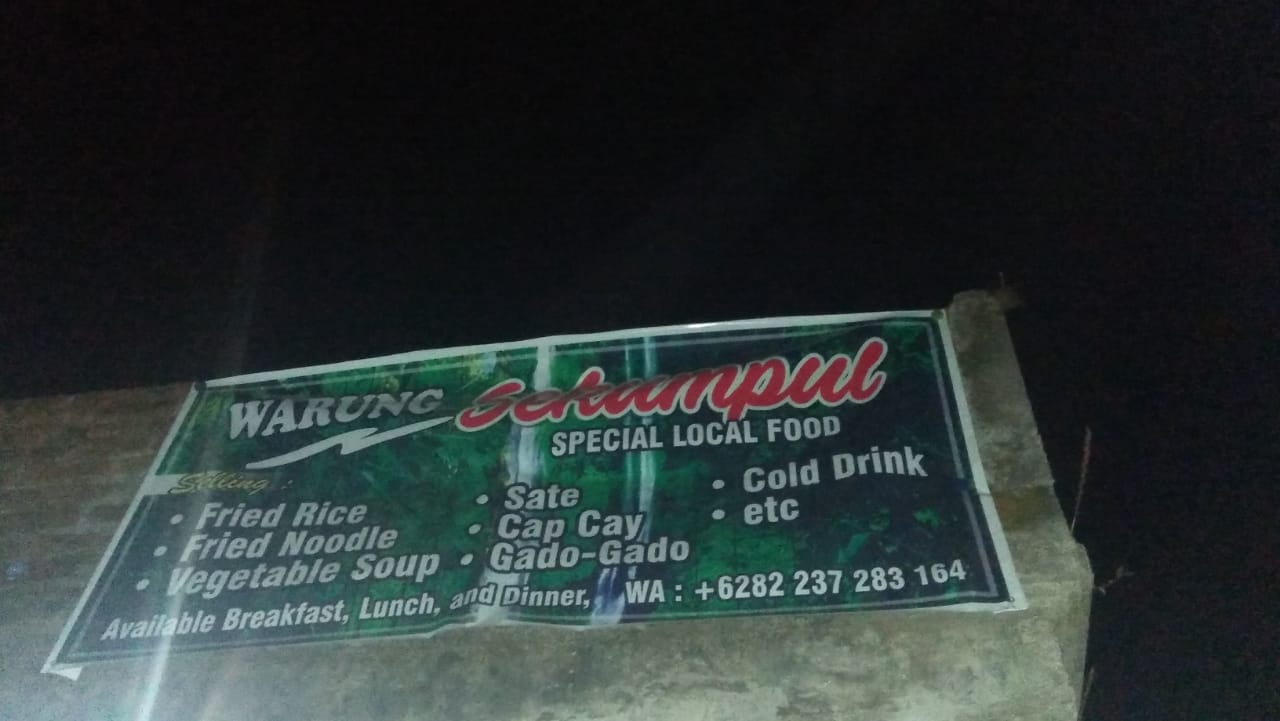 WARUNG Sekumpul
SPECIAL LOCAL FOOD
Selling :
• Fried Rice
• Fried Noodle
• Vegetable Soup
• Sate
• Cap Cay
• Gado-Gado
• Cold Drink
• etc
Available Breakfast, Lunch, and Dinner, WA : +6282 237 283 164